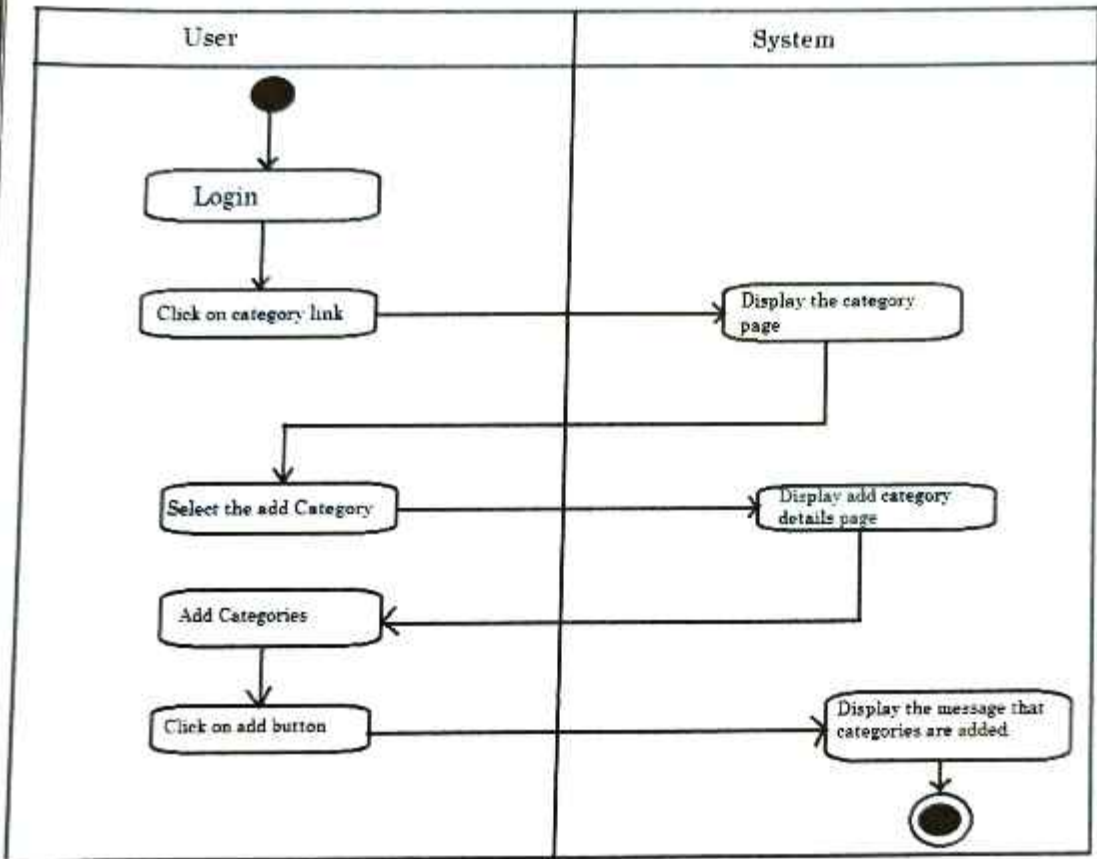 User
System
Login
Click on category link
Display the category
page
Select the add Category
Display add category
details page
Add Categories
Click on add button
Display the message that
categories are added